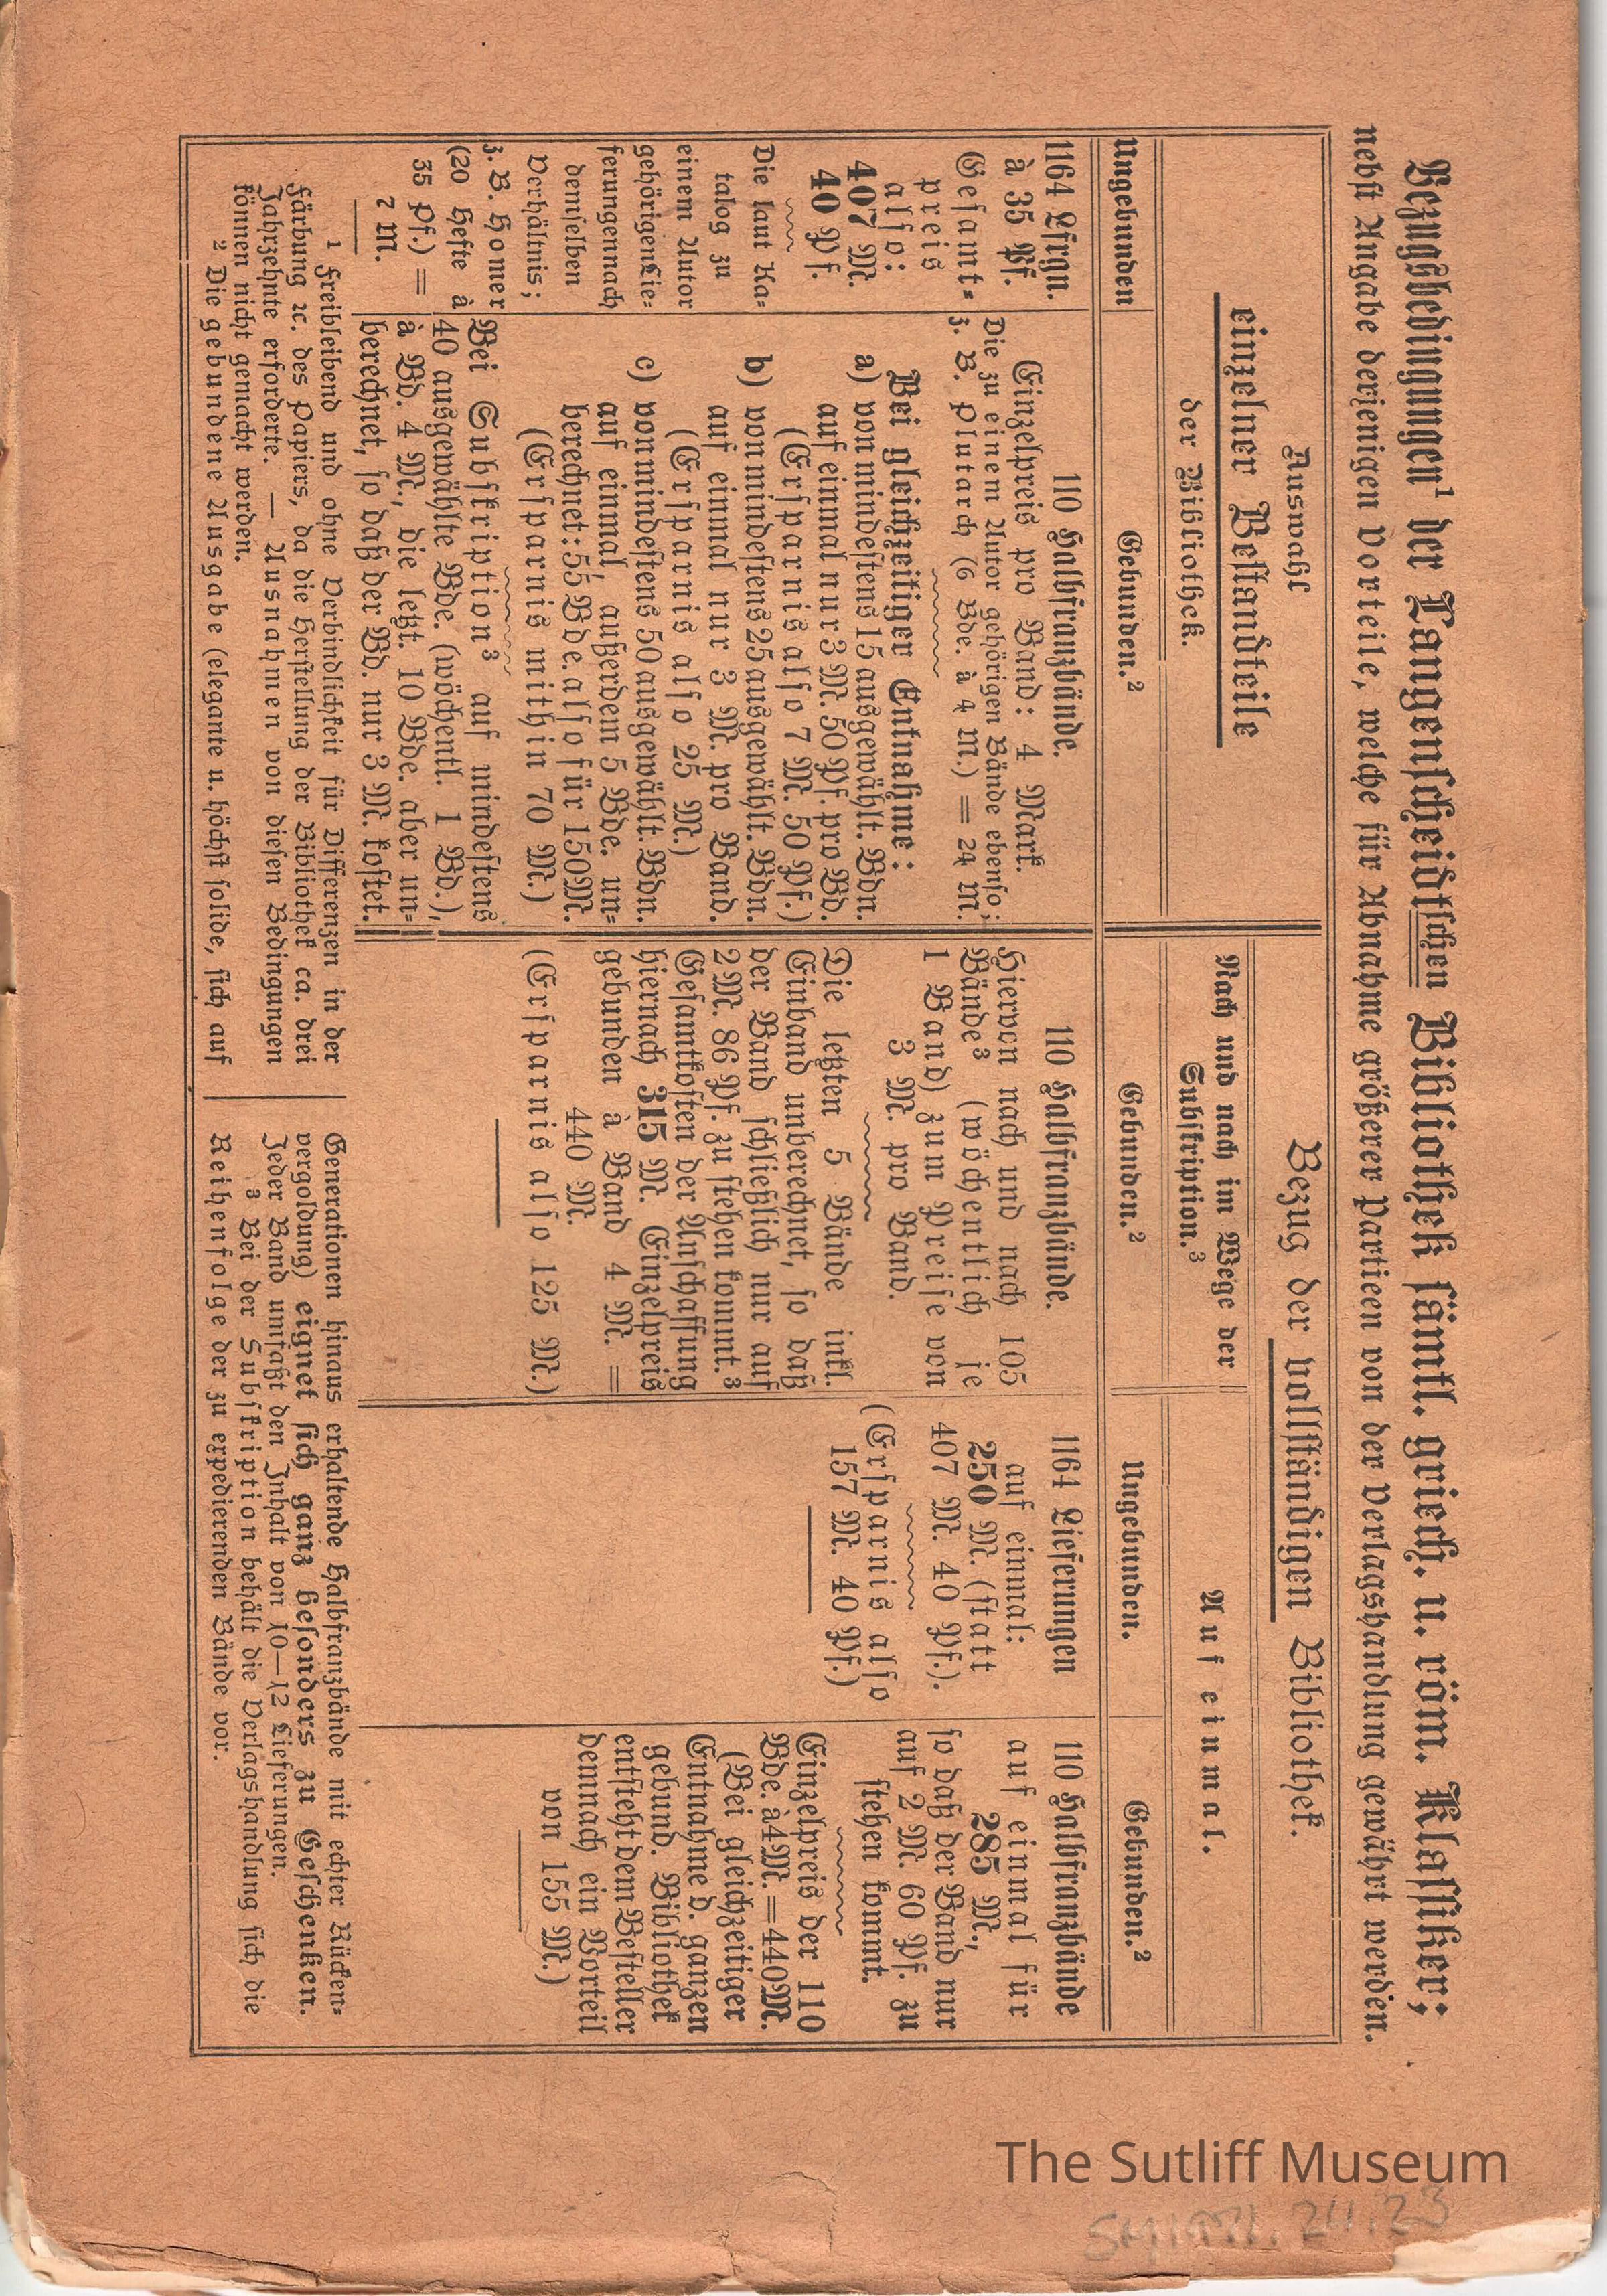 Bezugsbedingungen¹ der Langenscheidtschen Bibliothek sämtl. griech. u. röm. Klassiker;
nebst Angabe derjenigen Vorteile, welche für Abnahme größerer Partieen von der Verlagshandlung gewährt werden.
Auswahl
einzelner Bestandteile
der Bibliothek.
Bezug der vollständigen Bibliothek.
Nach und nach im Wege der
Subskription.³
Auf einmal.
Ungebunden
Gebunden.²
Gebunden.²
Ungebunden.
Gebunden.²
1164 Lfrgn.
à 35 Pf.
Gesamt-
preis
also:
407 M.
40 Pf.
Die laut Ka-
talog zu
einem Autor
gehörigen Lie-
ferungen nach
demselben
Verhältnis;
z. B. Homer
(20 Hefte à
35 Pf.) =
7 M.
110 Halbfranzbände.
Einzelpreis pro Band: 4 Mark.
Die zu einem Autor gehörigen Bände ebenso;
z. B. Plutarch (6 Bde. à 4 M.) = 24 M.
Bei gleichzeitiger Entnahme:
a) von mindestens 15 ausgewählt. Bdn.
auf einmal nur 3 M. 50 Pf. pro Bd.
(Ersparnis also 7 M. 50 Pf.)
b) von mindestens 25 ausgewählt. Bdn.
auf einmal nur 3 M. pro Band.
(Ersparnis also 25 M.)
c) von mindestens 50 ausgewählt. Bdn.
auf einmal, außerdem 5 Bde. un-
berechnet: 55 Bde. also für 150 M.
(Ersparnis mithin 70 M.)
Bei Subskription³ auf mindestens
40 ausgewählte Bde. (wöchentl. 1 Bd.),
à Bd. 4 M., die letzt. 10 Bde. aber un-
berechnet, so daß der Bd. nur 3 M. kostet.
110 Halbfranzbände.
Hiervon nach und nach 105
Bände³ (wöchentlich je
1 Band) zum Preise von
3 M. pro Band.
Die letzten 5 Bände inkl.
Einband unberechnet, so daß
der Band schließlich nur auf
2 M. 86 Pf. zu stehen kommt.³
Gesamtkosten der Anschaffung
hiernach 315 M. Einzelpreis
gebunden à Band 4 M. =
440 M.
(Ersparnis also 125 M.)
1164 Lieferungen
auf einmal:
250 M. (statt
407 M. 40 Pf.).
(Ersparnis also
157 M. 40 Pf.)
110 Halbfranzbände
auf einmal für
285 M.,
so daß der Band nur
auf 2 M. 60 Pf. zu
stehen kommt.
Einzelpreis der 110
Bde. à 4 M. = 440 M.
(Bei gleichzeitiger
Entnahme d. ganzen
gebund. Bibliothek
entsteht dem Besteller
demnach ein Vorteil
von 155 M.)
¹ Freibleibend und ohne Verbindlichkeit für Differenzen in der
Färbung ꝛc. des Papiers, da die Herstellung der Bibliothek ca. drei
Jahrzehnte erforderte. — Ausnahmen von diesen Bedingungen
können nicht gemacht werden.
² Die gebundene Ausgabe (elegante u. höchst solide, sich auf
Generationen hinaus erhaltende Halbfranzbände mit echter Rücken-
vergoldung) eignet sich ganz besonders zu Geschenken.
Jeder Band umfaßt den Inhalt von 10—12 Lieferungen.
³ Bei der Subskription behält die Verlagshandlung sich die
Reihenfolge der zu expedierenden Bände vor.
The Sutliff Museum